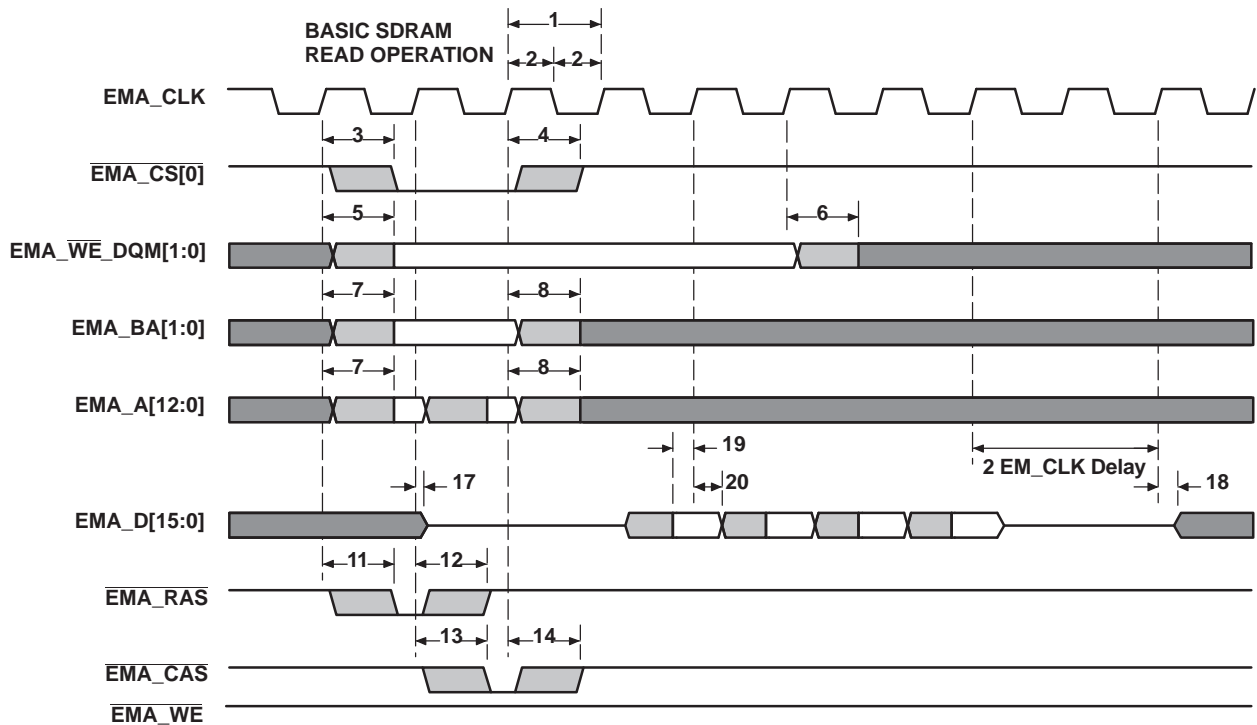 BASIC SDRAM
READ OPERATION
1
2 2
EMA_CLK
3 4
EMA_CS[0]
5 6
EMA_WE_DQM[1:0]
7 8
EMA_BA[1:0]
7 8
EMA_A[12:0]
19
2 EM_CLK Delay
17 20 18
EMA_D[15:0]
11 12
EMA_RAS
13 14
EMA_CAS
EMA_WE